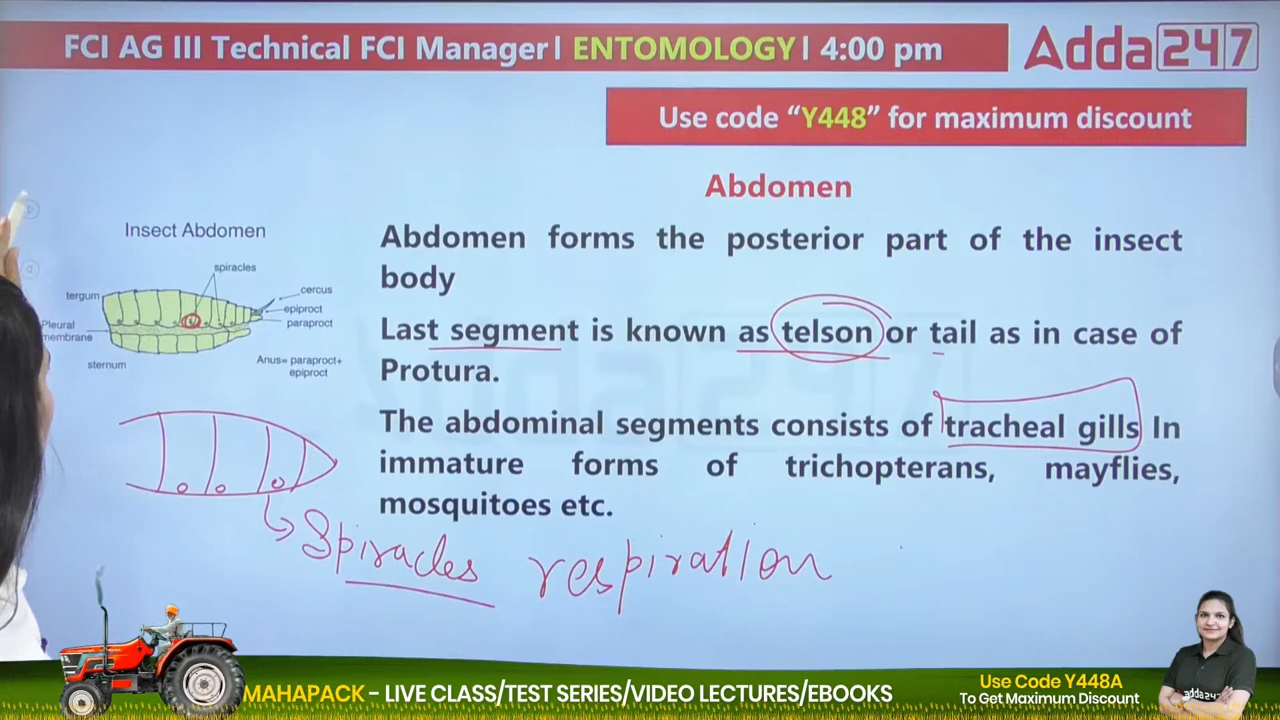 FCI AG III Technical FCI Manager| ENTOMOLOGY| 4:00 pm
Adda247
Use code “Y448” for maximum discount
Abdomen
Insect Abdomen
spiracles
tergum
cercus
epiproct
paraproct
Pleural
membrane
sternum
Anus= paraproct+
epiproct
Abdomen forms the posterior part of the insect
body
Last segment is known as telson or tail as in case of
Protura.
The abdominal segments consists of tracheal gills In
immature forms of trichopterans, mayflies,
mosquitoes etc.
Spiracles respiration
MAHAPACK - LIVE CLASS/TEST SERIES/VIDEO LECTURES/EBOOKS
Use Code Y448A
To Get Maximum Discount
adda247